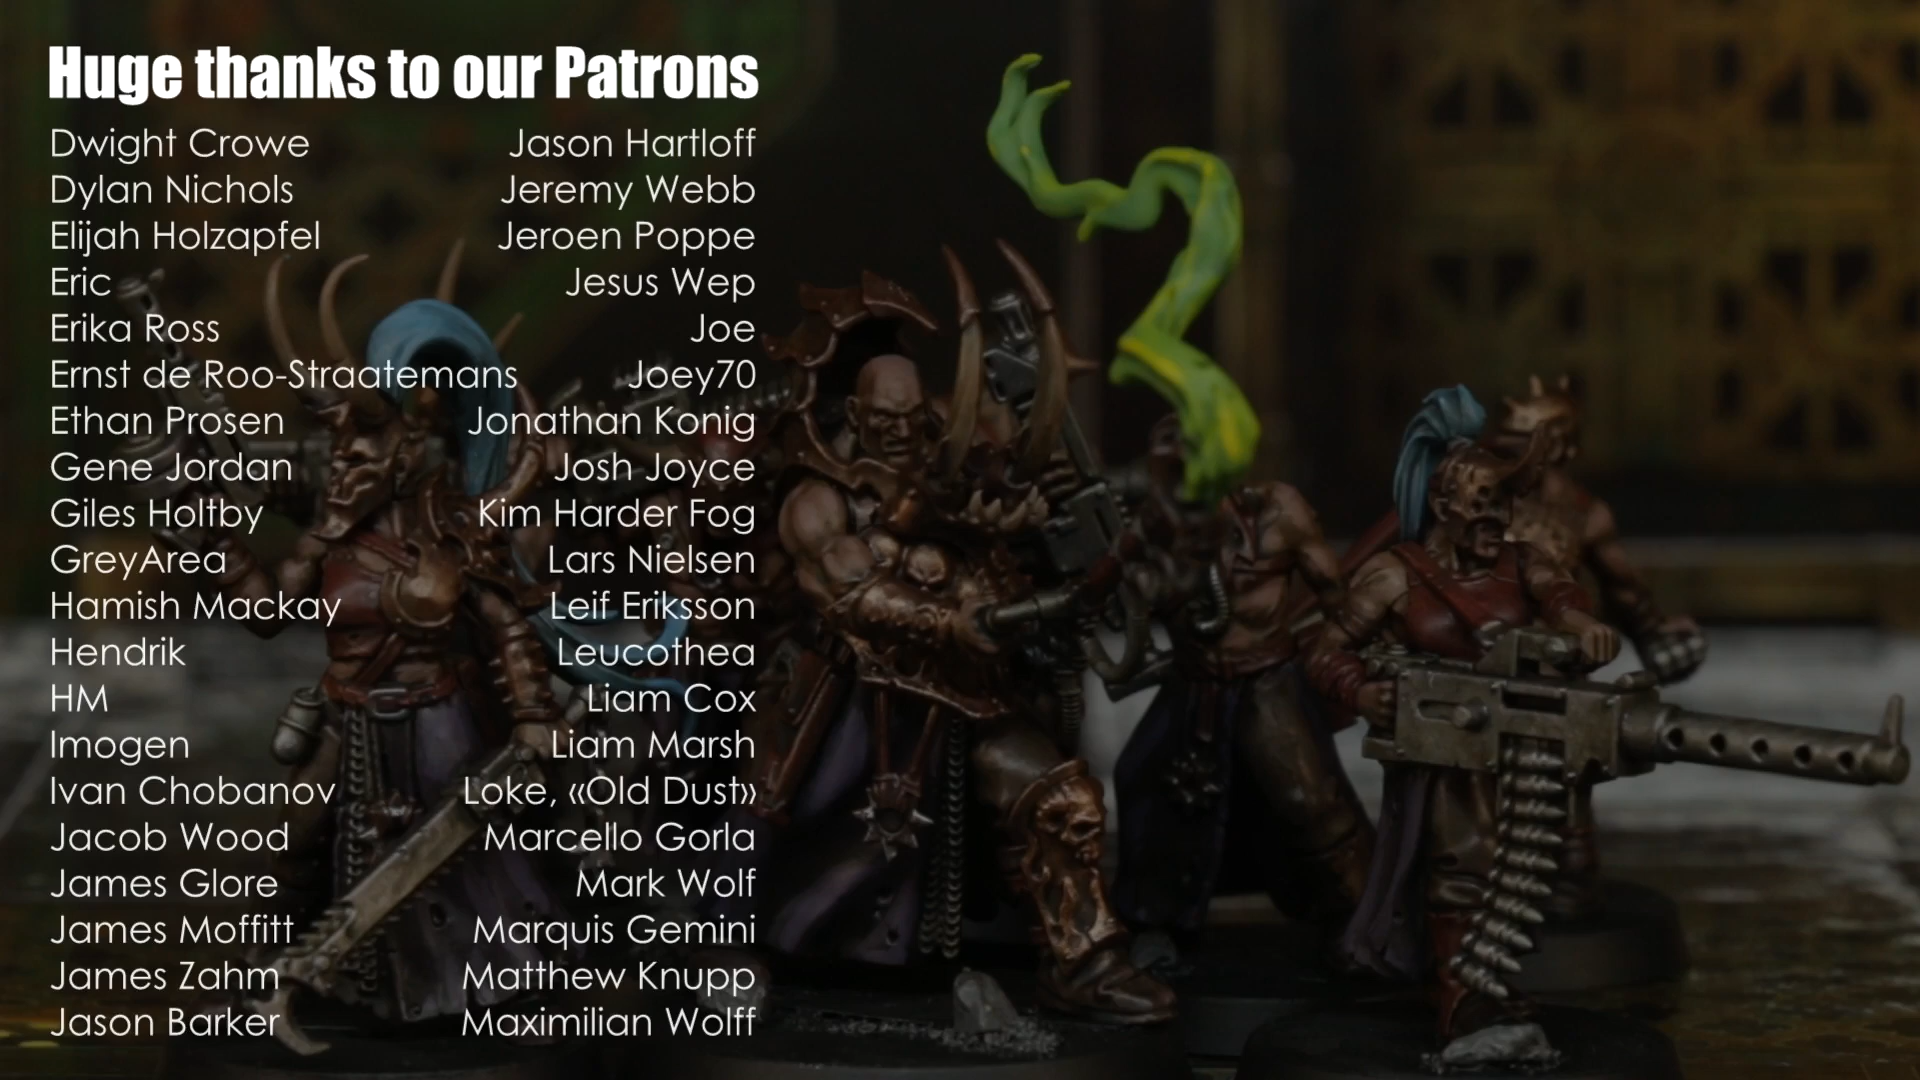 Huge thanks to our Patrons
Dwight Crowe
Dylan Nichols
Elijah Holzapfel
Eric
Erika Ross
Ernst de Roo-Straatemans
Ethan Prosen
Gene Jordan
Giles Holtby
GreyArea
Hamish Mackay
Hendrik
HM
Imogen
Ivan Chobanov
Jacob Wood
James Glore
James Moffitt
James Zahm
Jason Barker
Jason Hartloff
Jeremy Webb
Jeroen Poppe
Jesus Wep
Joe
Joey70
Jonathan Konig
Josh Joyce
Kim Harder Fog
Lars Nielsen
Leif Eriksson
Leucothea
Liam Cox
Liam Marsh
Loke, «Old Dust»
Marcello Gorla
Mark Wolf
Marquis Gemini
Matthew Knupp
Maximilian Wolff